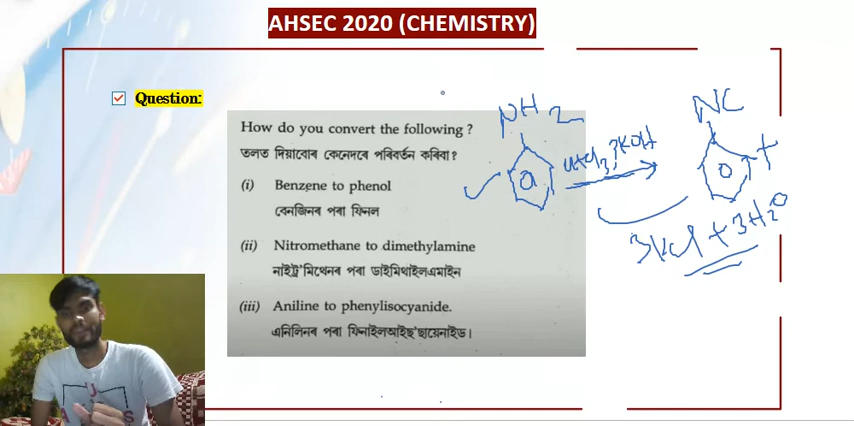 AHSEC 2020 (CHEMISTRY)
Question:
How do you convert the following ?
তলত দিয়াবোৰ কেনেদৰে পৰিবৰ্তন কৰিবা?
(i) Benzene to phenol
বেনজিনৰ পৰা ফিনল
(ii) Nitromethane to dimethylamine
নাইট্ৰ'মিথেনৰ পৰা ডাইমিথাইলএমাইন
(iii) Aniline to phenylisocyanide.
এনিলিনৰ পৰা ফিনাইলআইছ'ছায়েনাইড।
NH2
3KOH
NC
+
3KCl + 3H2O